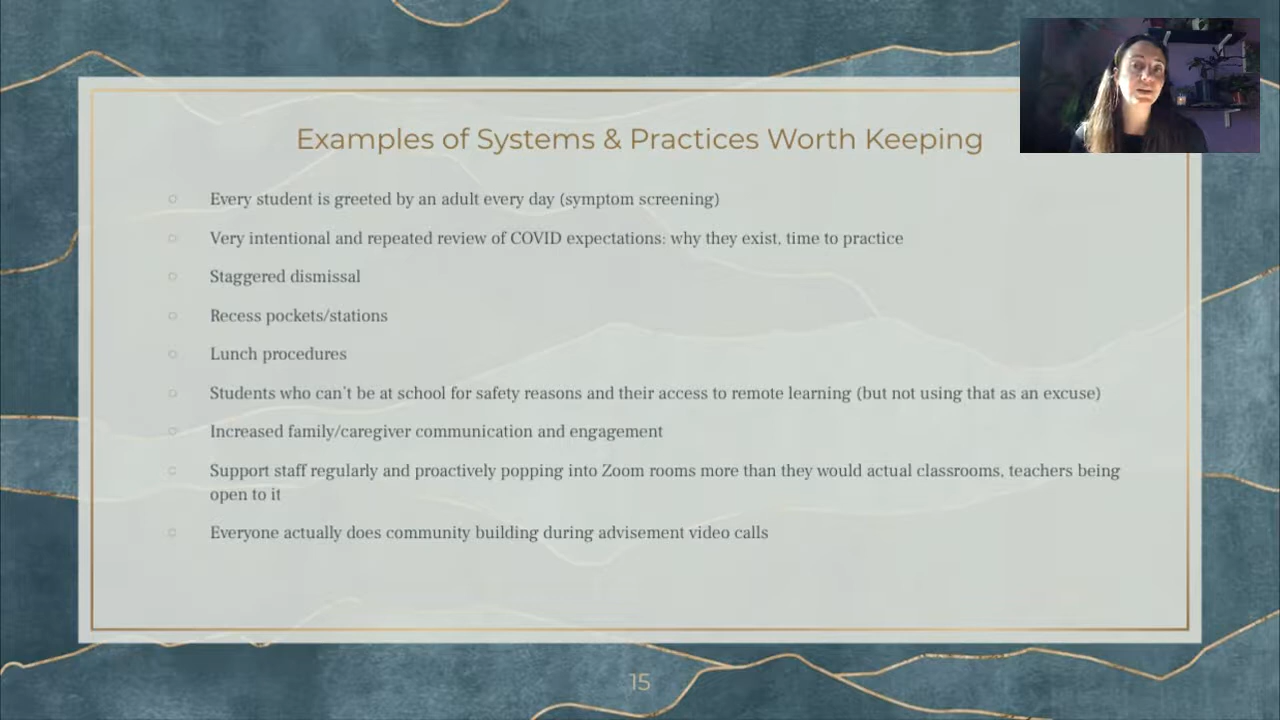 Examples of Systems & Practices Worth Keeping
Every student is greeted by an adult every day (symptom screening)
Very intentional and repeated review of COVID expectations: why they exist, time to practice
Staggered dismissal
Recess pockets/stations
Lunch procedures
Students who can't be at school for safety reasons and their access to remote learning (but not using that as an excuse)
Increased family/caregiver communication and engagement
Support staff regularly and proactively popping into Zoom rooms more than they would actual classrooms, teachers being
open to it
Everyone actually does community building during advisement video calls
15